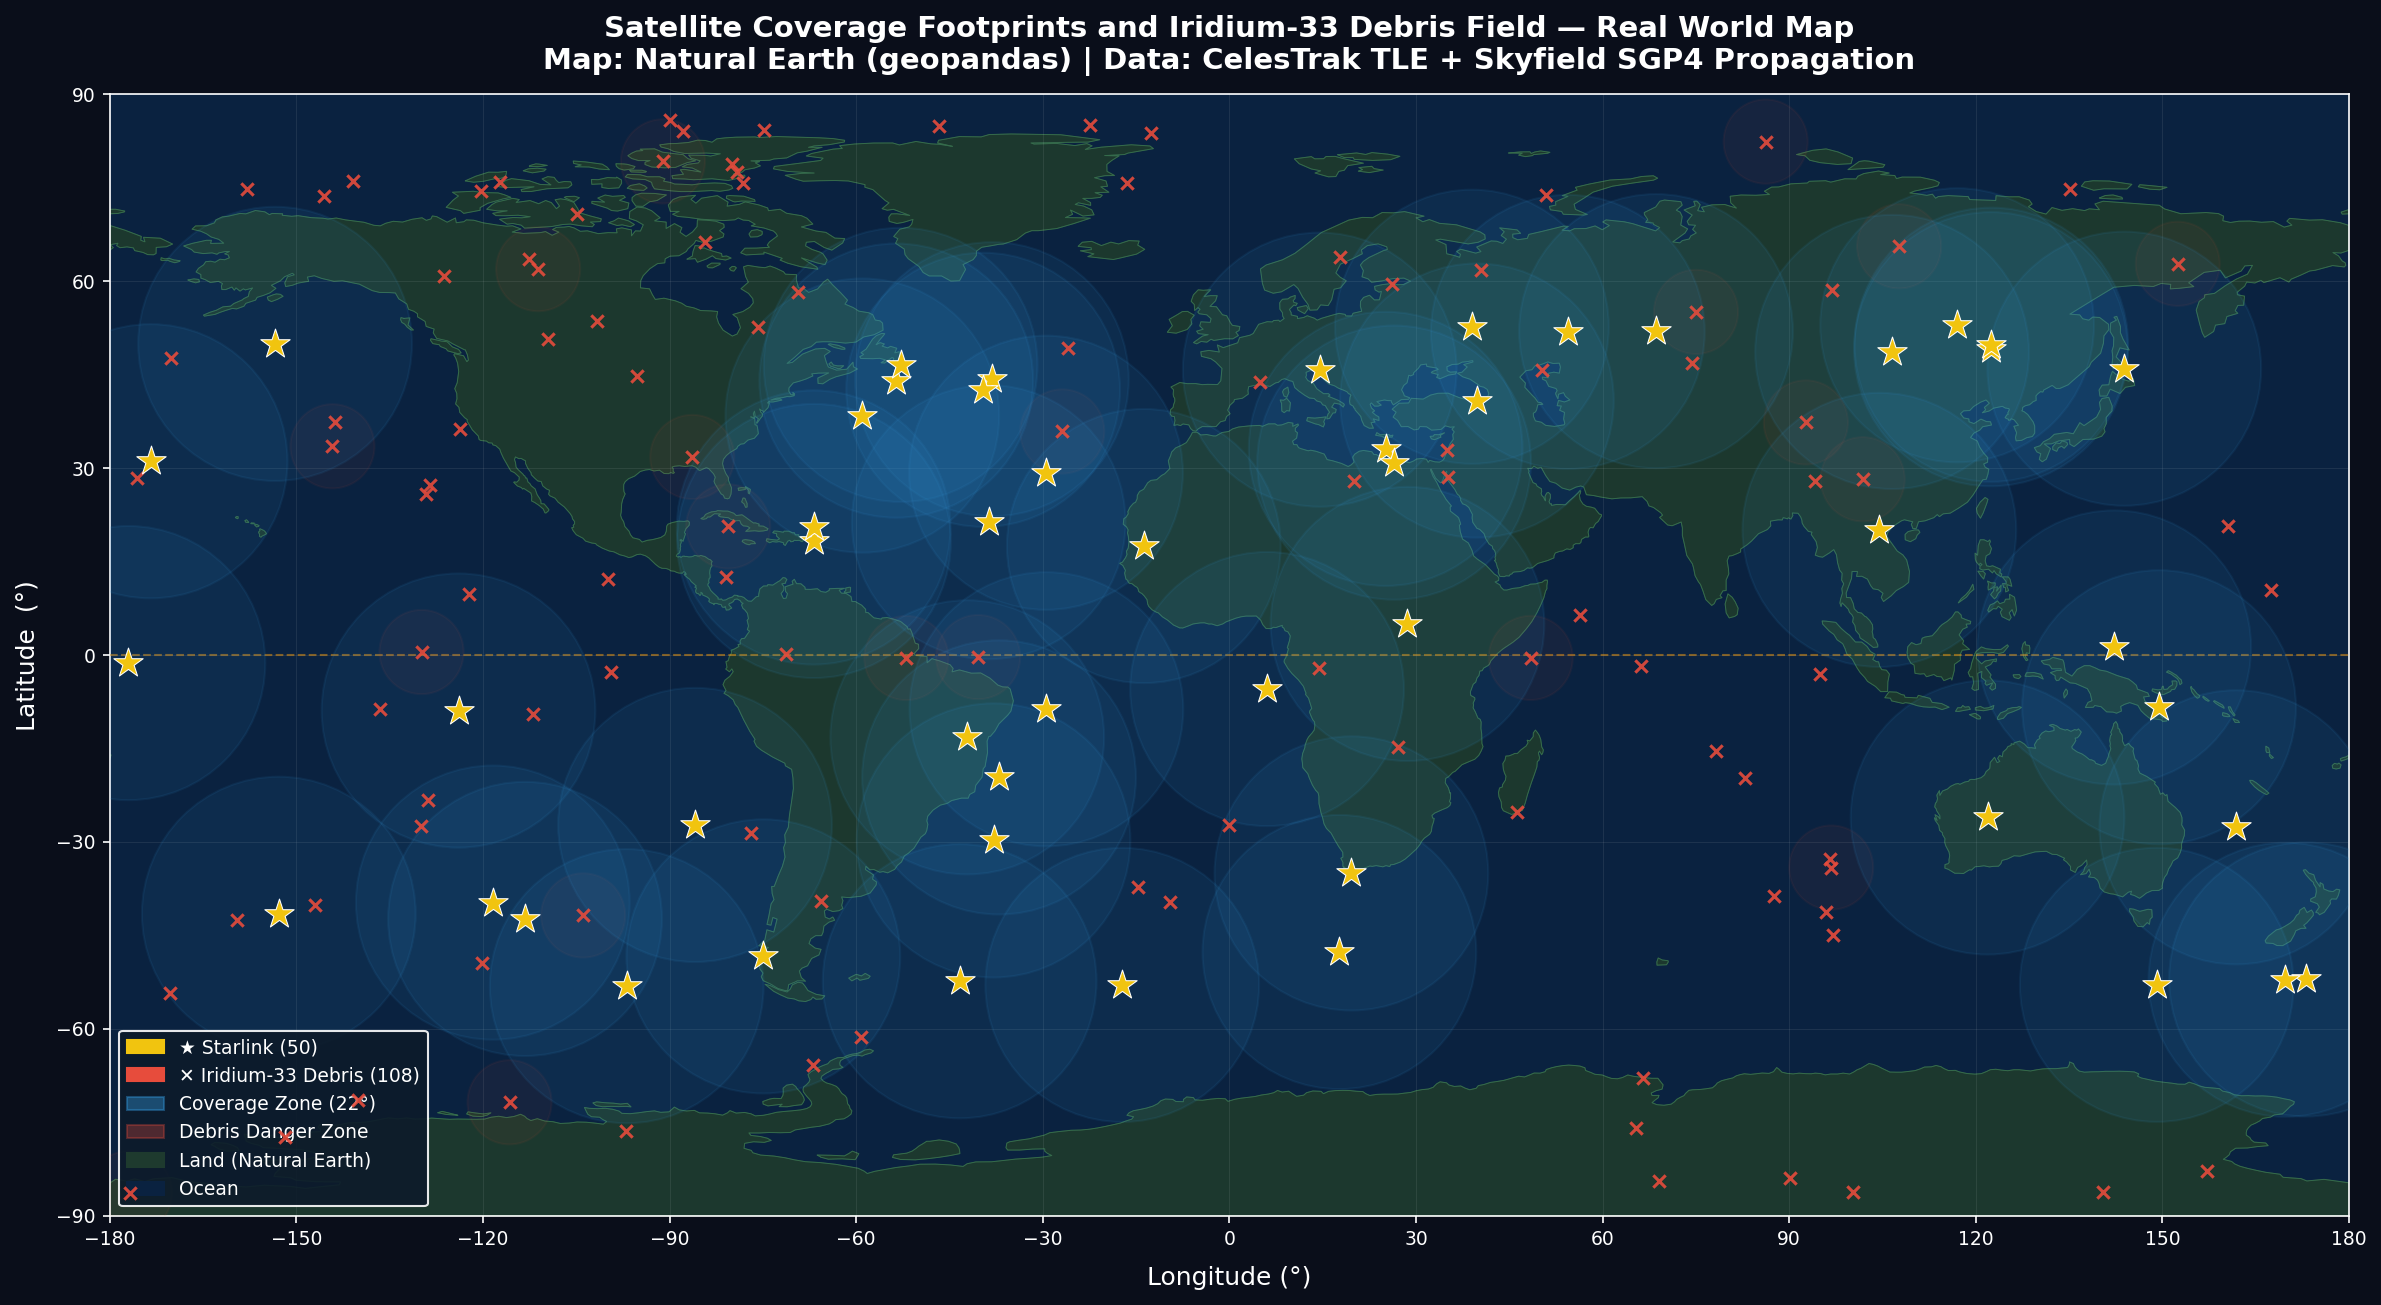 Satellite Coverage Footprints and Iridium-33 Debris Field — Real World Map
Map: Natural Earth (geopandas) | Data: CelesTrak TLE + Skyfield SGP4 Propagation
90
60
30
0
−30
−60
−90
Latitude (°)
★ Starlink (50)
✕ Iridium-33 Debris (108)
Coverage Zone (22°)
Debris Danger Zone
Land (Natural Earth)
Ocean
−180 −150 −120 −90 −60 −30 0 30 60 90 120 150 180
Longitude (°)